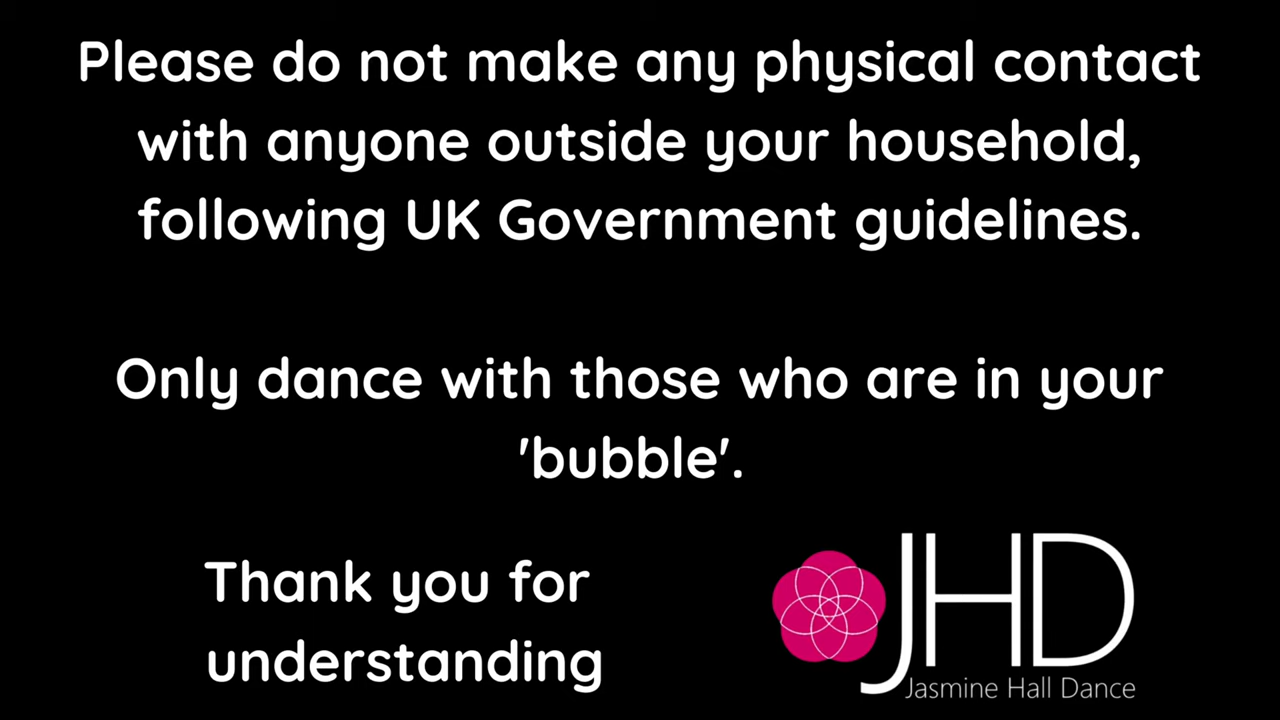 Please do not make any physical contact
with anyone outside your household,
following UK Government guidelines.
Only dance with those who are in your
'bubble'.
Thank you for
understanding
JHD
Jasmine Hall Dance